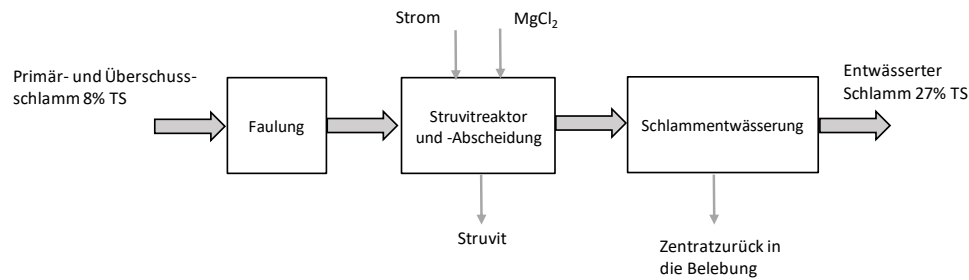 Strom
MgCl₂
Primär- und Überschuss-
schlamm 8% TS
Entwässerter
Schlamm 27% TS
Faulung
Struvitreaktor
und -Abscheidung
Schlammentwässerung
Struvit
Zentratzurück in
die Belebung